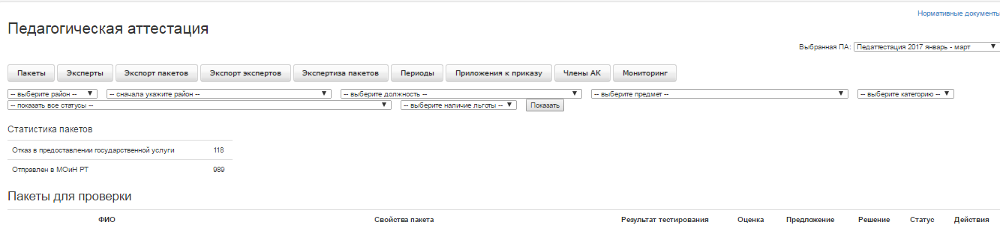 Нормативные документы
Педагогическая аттестация
Выбранная ПА: Педаттестация 2017 январь - март
Пакеты Эксперты Экспорт пакетов Экспорт экспертов Экспертиза пакетов Периоды Приложения к приказу Члены АК Мониторинг
-- выберите район -- -- сначала укажите район -- -- выберите должность -- -- выберите предмет -- -- выберите категорию --
-- показать все статусы -- -- выберите наличие льготы -- Показать
Статистика пакетов
Отказ в предоставлении государственной услуги 118
Отправлен в МОиН РТ 989
Пакеты для проверки
ФИО Свойства пакета Результат тестирования Оценка Предложение Решение Статус Действия